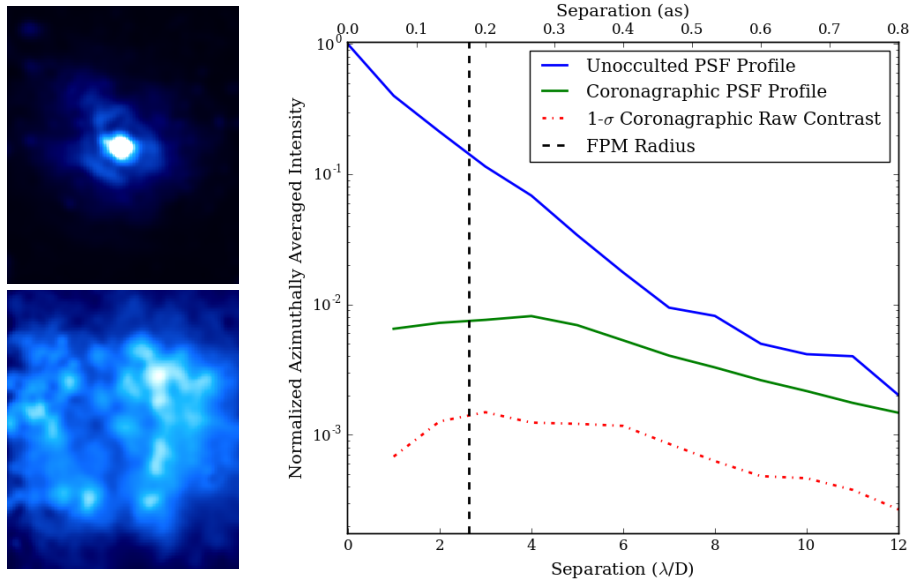 Separation (as)
0.0 0.1 0.2 0.3 0.4 0.5 0.6 0.7 0.8
10⁰
10⁻¹
10⁻²
10⁻³
Normalized Azimuthally Averaged Intensity
Unocculted PSF Profile
Coronagraphic PSF Profile
1-σ Coronagraphic Raw Contrast
FPM Radius
0 2 4 6 8 10 12
Separation (λ/D)